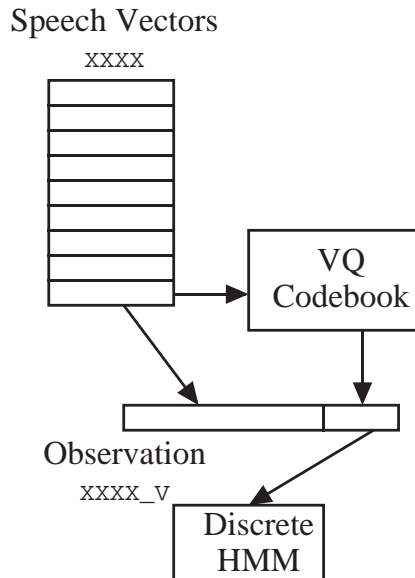 Speech Vectors
XXXX
VQ
Codebook
Observation
XXXX_V
Discrete
HMM